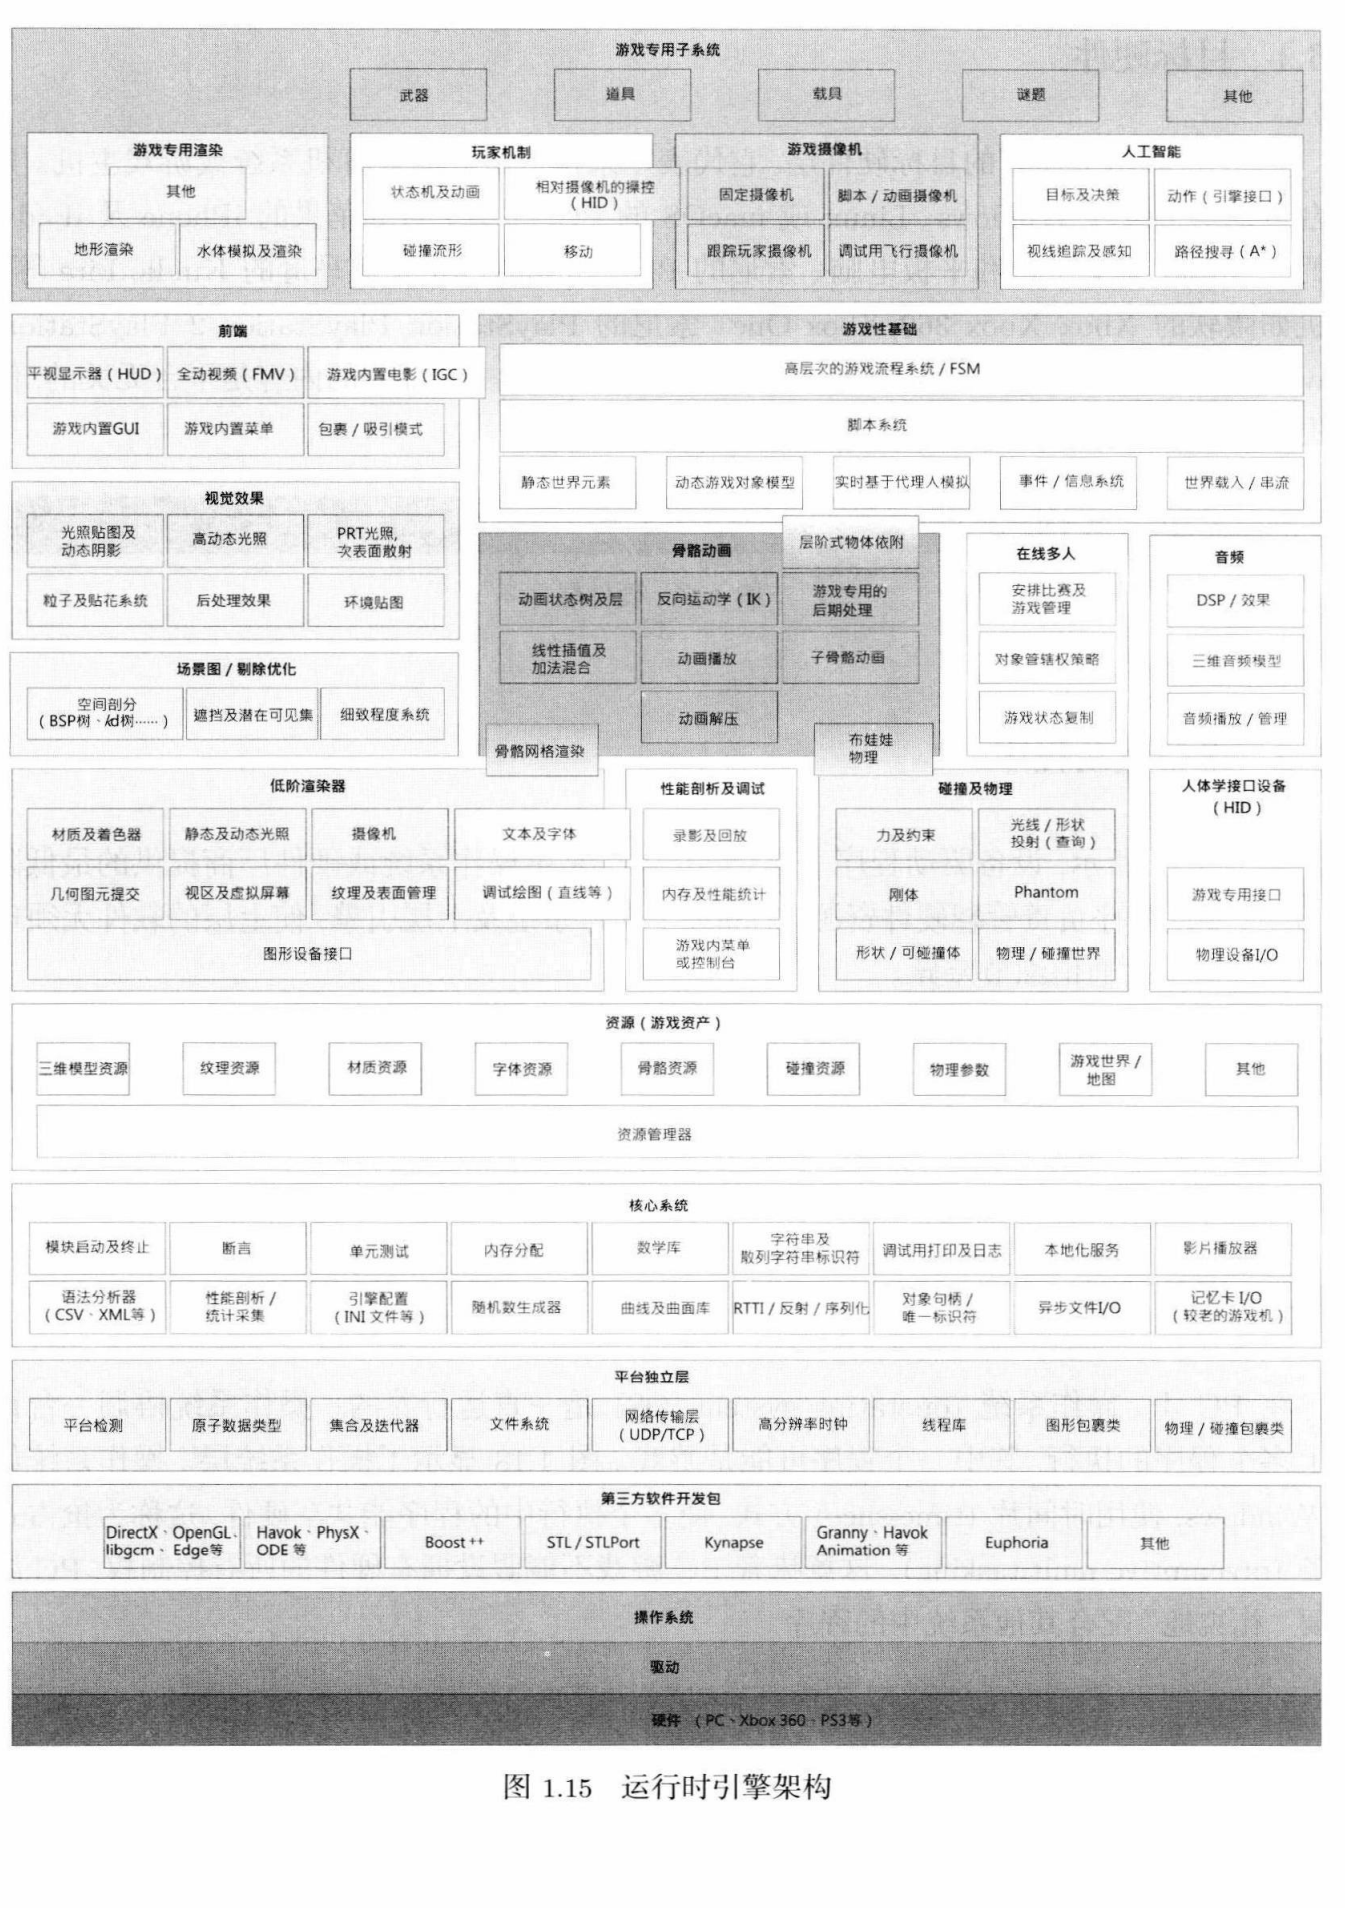 游戏专用子系统
武器
道具
载具
谜题
其他
游戏专用渲染
其他
地形渲染
水体模拟及渲染
玩家机制
状态机及动画
相对摄像机的操控
（HID）
碰撞流形
移动
游戏摄像机
固定摄像机
脚本 / 动画摄像机
跟踪玩家摄像机
调试用飞行摄像机
人工智能
目标及决策
动作（引擎接口）
视线追踪及感知
路径搜寻（A*）
前端
平视显示器（HUD）
全动视频（FMV）
游戏内置电影（IGC）
游戏内置GUI
游戏内置菜单
包裹 / 吸引模式
游戏性基础
高层次的游戏流程系统 / FSM
脚本系统
静态世界元素
动态游戏对象模型
实时基于代理人模拟
事件 / 信息系统
世界载入 / 串流
视觉效果
光照贴图及
动态阴影
高动态光照
PRT光照,
次表面散射
粒子及贴花系统
后处理效果
环境贴图
场景图 / 剔除优化
空间剖分
（BSP树、kd树……）
遮挡及潜在可见集
细致程度系统
骨骼动画
层阶式物体依附
动画状态树及层
反向运动学（IK）
游戏专用的
后期处理
线性插值及
加法混合
动画播放
子骨骼动画
动画解压
骨骼网格渲染
布娃娃
物理
在线多人
安排比赛及
游戏管理
对象管辖权策略
游戏状态复制
音频
DSP / 效果
三维音频模型
音频播放 / 管理
低阶渲染器
材质及着色器
静态及动态光照
摄像机
文本及字体
几何图元提交
视区及虚拟屏幕
纹理及表面管理
调试绘图（直线等）
图形设备接口
性能剖析及调试
录影及回放
内存及性能统计
游戏内菜单
或控制台
碰撞及物理
力及约束
光线 / 形状
投射（查询）
刚体
Phantom
形状 / 可碰撞体
物理 / 碰撞世界
人体学接口设备
（HID）
游戏专用接口
物理设备I/O
资源（游戏资产）
三维模型资源
纹理资源
材质资源
字体资源
骨骼资源
碰撞资源
物理参数
游戏世界 /
地图
其他
资源管理器
核心系统
模块启动及终止
断言
单元测试
内存分配
数学库
字符串及
散列字符串标识符
调试用打印及日志
本地化服务
影片播放器
语法分析器
（CSV、XML等）
性能剖析 /
统计采集
引擎配置
（INI 文件等）
随机数生成器
曲线及曲面库
RTTI / 反射 / 序列化
对象句柄 /
唯一标识符
异步文件I/O
记忆卡 I/O
（较老的游戏机）
平台独立层
平台检测
原子数据类型
集合及迭代器
文件系统
网络传输层
（UDP/TCP）
高分辨率时钟
线程库
图形包裹类
物理 / 碰撞包裹类
第三方软件开发包
DirectX、OpenGL、
libgcm、Edge等
Havok、PhysX、
ODE 等
Boost ++
STL / STLPort
Kynapse
Granny、Havok
Animation 等
Euphoria
其他
操作系统
驱动
硬件 （PC、Xbox 360、PS3等）
图 1.15 运行时引擎架构